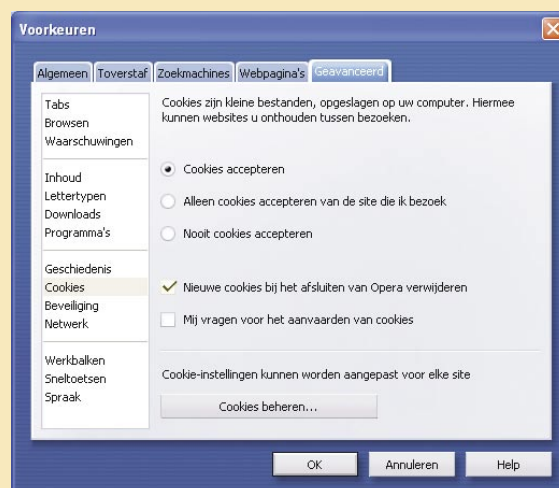 Voorkeuren
Algemeen Toverstaf Zoekmachines Webpagina's Geavanceerd
Tabs
Browsen
Waarschuwingen
Inhoud
Lettertypen
Downloads
Programma's
Geschiedenis
Cookies
Beveiliging
Netwerk
Werkbalken
Sneltoetsen
Spraak
Cookies zijn kleine bestanden, opgeslagen op uw computer. Hiermee
kunnen websites u onthouden tussen bezoeken.
Cookies accepteren
Alleen cookies accepteren van de site die ik bezoek
Nooit cookies accepteren
Nieuwe cookies bij het afsluiten van Opera verwijderen
Mij vragen voor het aanvaarden van cookies
Cookie-instellingen kunnen worden aangepast voor elke site
Cookies beheren...
OK Annuleren Help